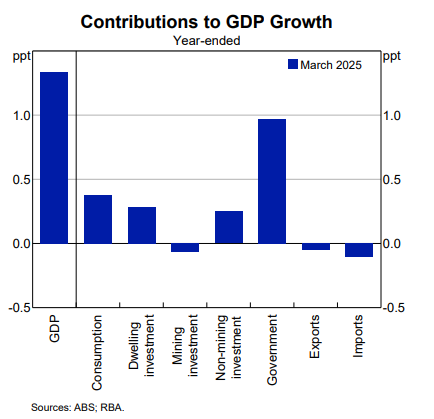 Contributions to GDP Growth
Year-ended
ppt
ppt
March 2025
1.0
1.0
0.5
0.5
0.0
0.0
-0.5
-0.5
GDP
Consumption
Dwelling
investment
Mining
investment
Non-mining
investment
Government
Exports
Imports
Sources: ABS; RBA.